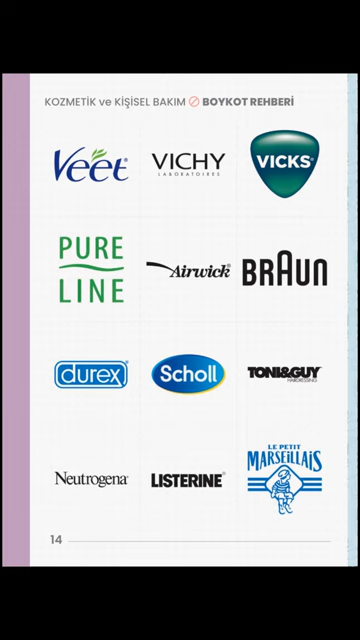 KOZMETİK ve KİŞİSEL BAKIM BOYKOT REHBERİ
Veet®
VICHY
LABORATOIRES
VICKS®
PURE
LINE
Airwick®
BRAUN
durex®
Scholl
TONI&GUY
HAIRDRESSING
Neutrogena®
LISTERINE®
LE PETIT
MARSEILLAIS
14